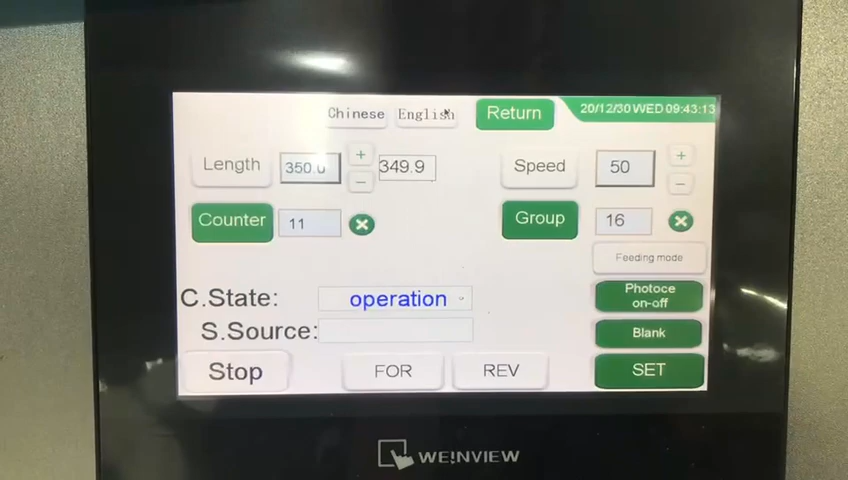 Chinese English Return 20/12/30 WED 09:43:13
Length 350.0 + - 349.9 Speed 50 + -
Counter 11 Group 16
Feeding mode
C.State: operation Photoce on-off
S.Source: Blank
Stop FOR REV SET
WEINVIEW